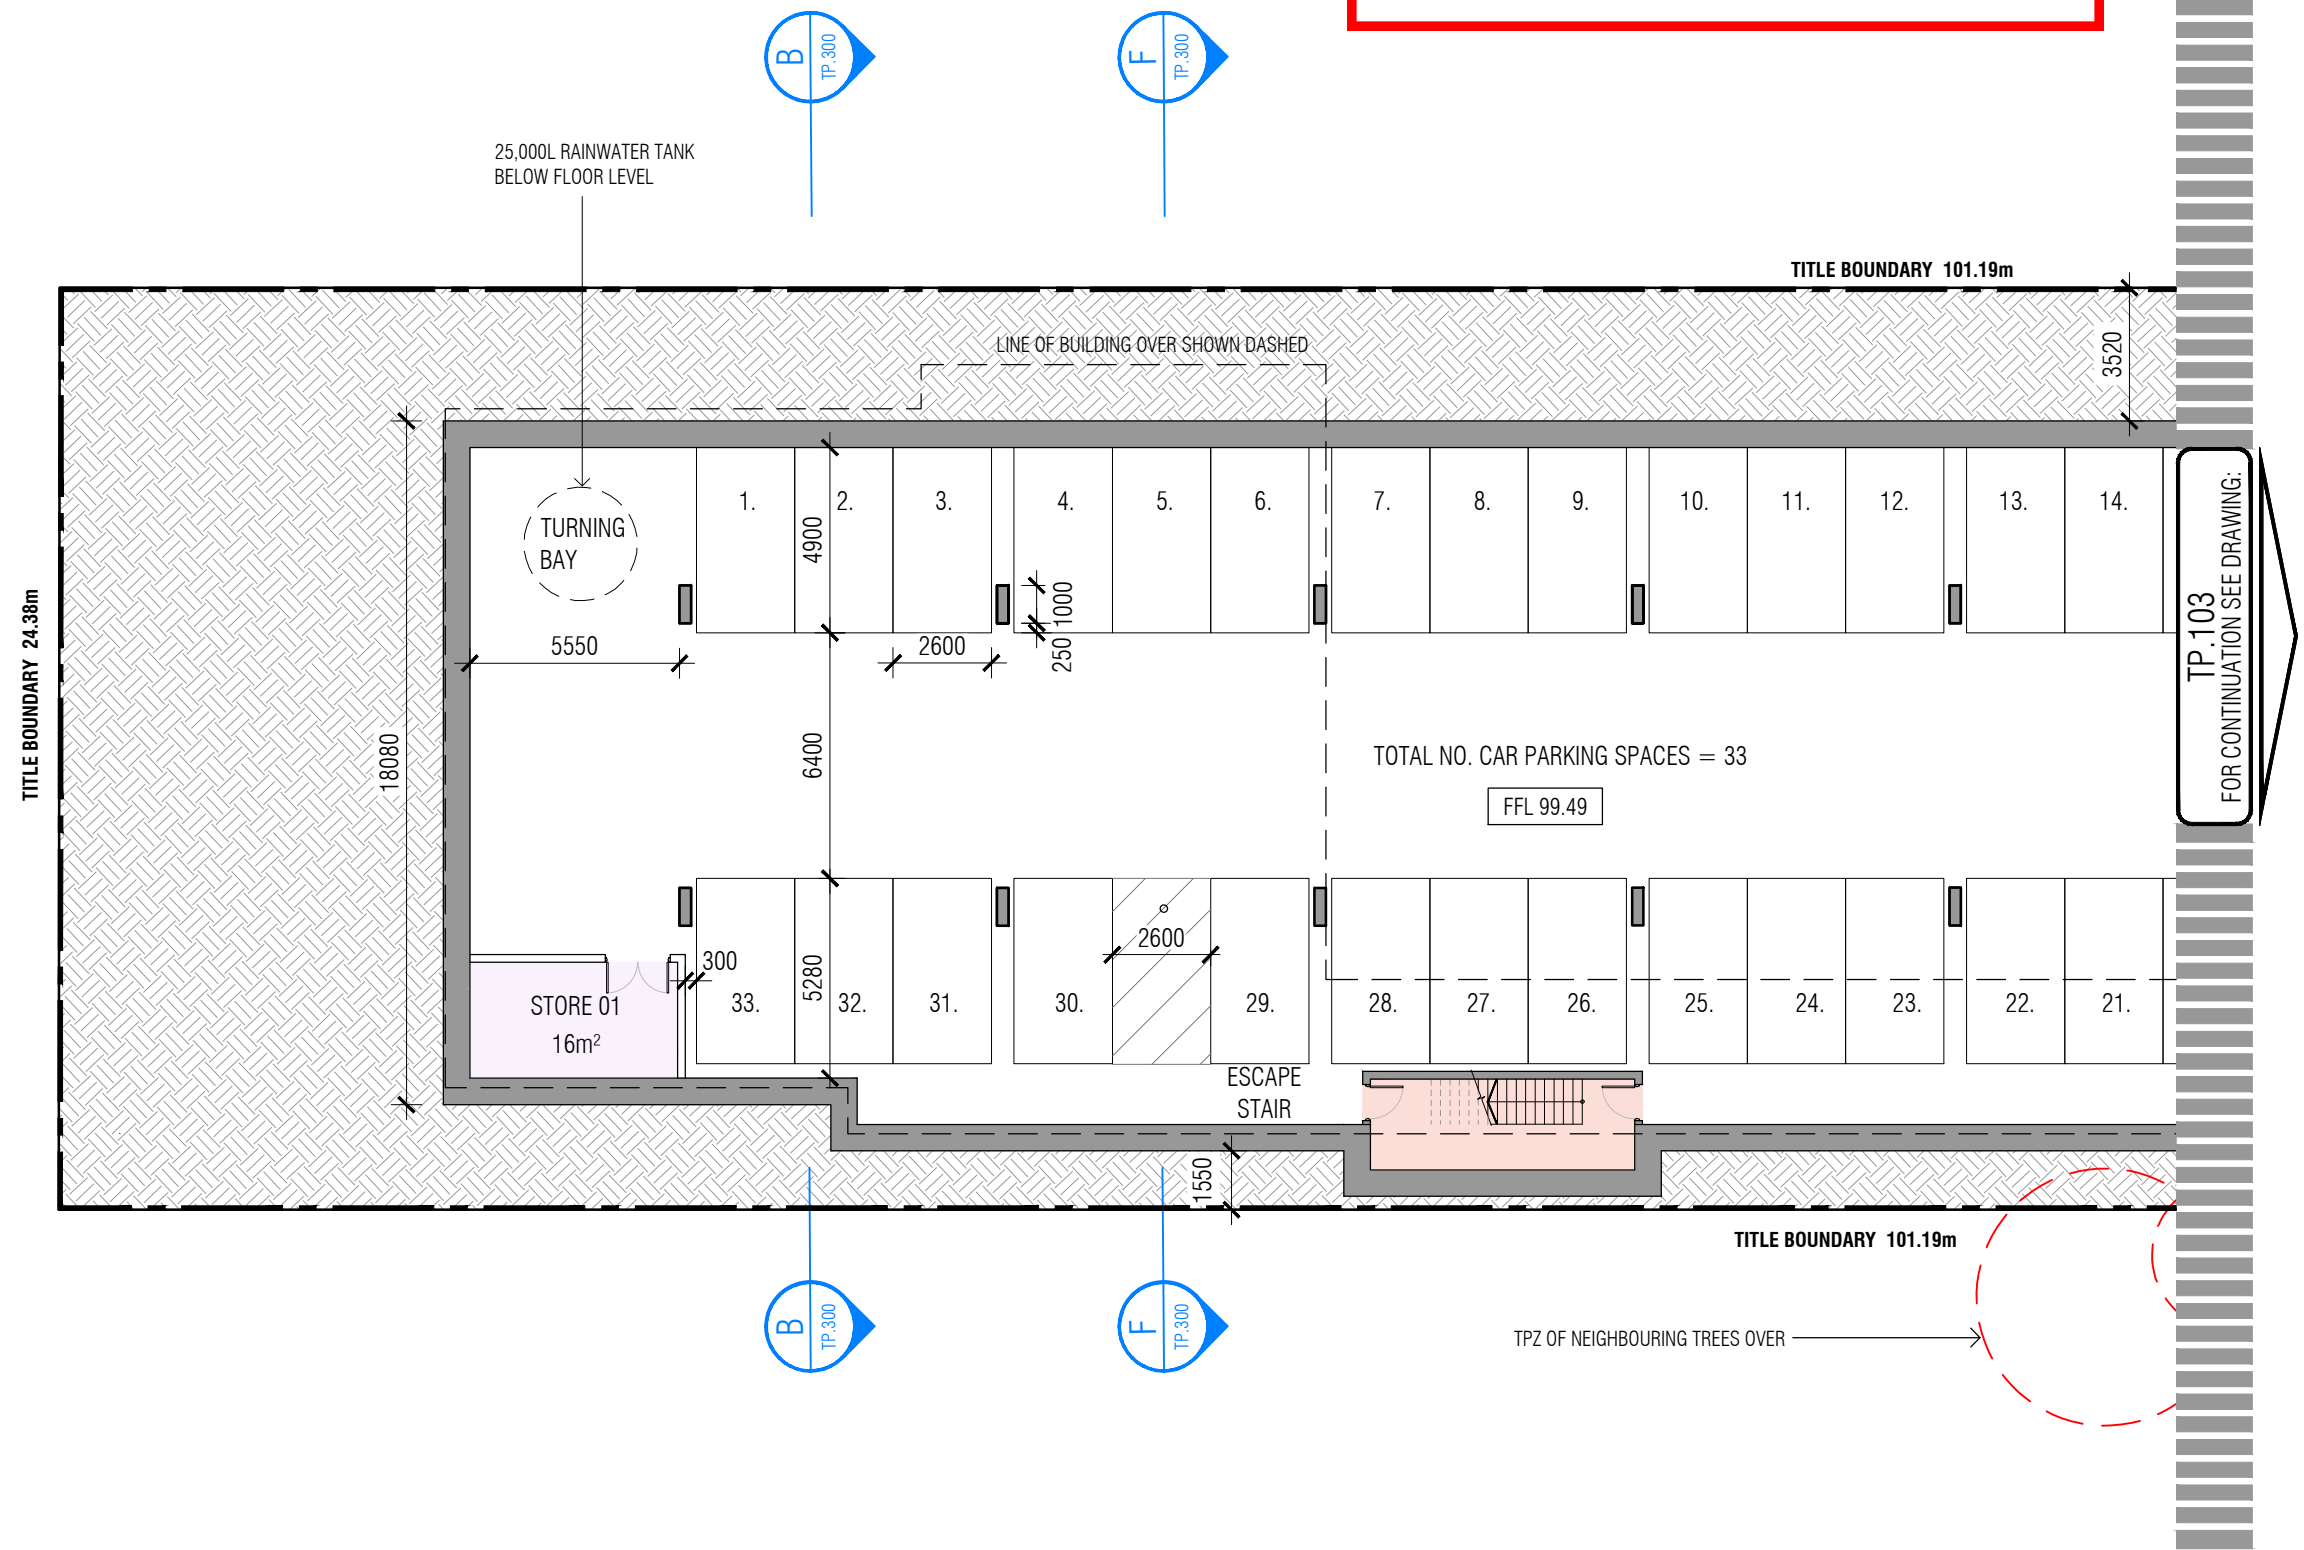 B
TP.300
F
TP.300
25,000L RAINWATER TANK
BELOW FLOOR LEVEL
TITLE BOUNDARY  101.19m
LINE OF BUILDING OVER SHOWN DASHED
3520
TURNING
BAY
1.
2.
3.
4.
5.
6.
7.
8.
9.
10.
11.
12.
13.
14.
4900
1000
250
5550
2600
TITLE BOUNDARY  24.38m
18080
6400
TOTAL NO. CAR PARKING SPACES = 33
FFL 99.49
TP.103
FOR CONTINUATION SEE DRAWING:
2600
300
5280
STORE 01
16m²
33.
32.
31.
30.
29.
28.
27.
26.
25.
24.
23.
22.
21.
ESCAPE
STAIR
1550
TITLE BOUNDARY  101.19m
B
TP.300
F
TP.300
TPZ OF NEIGHBOURING TREES OVER